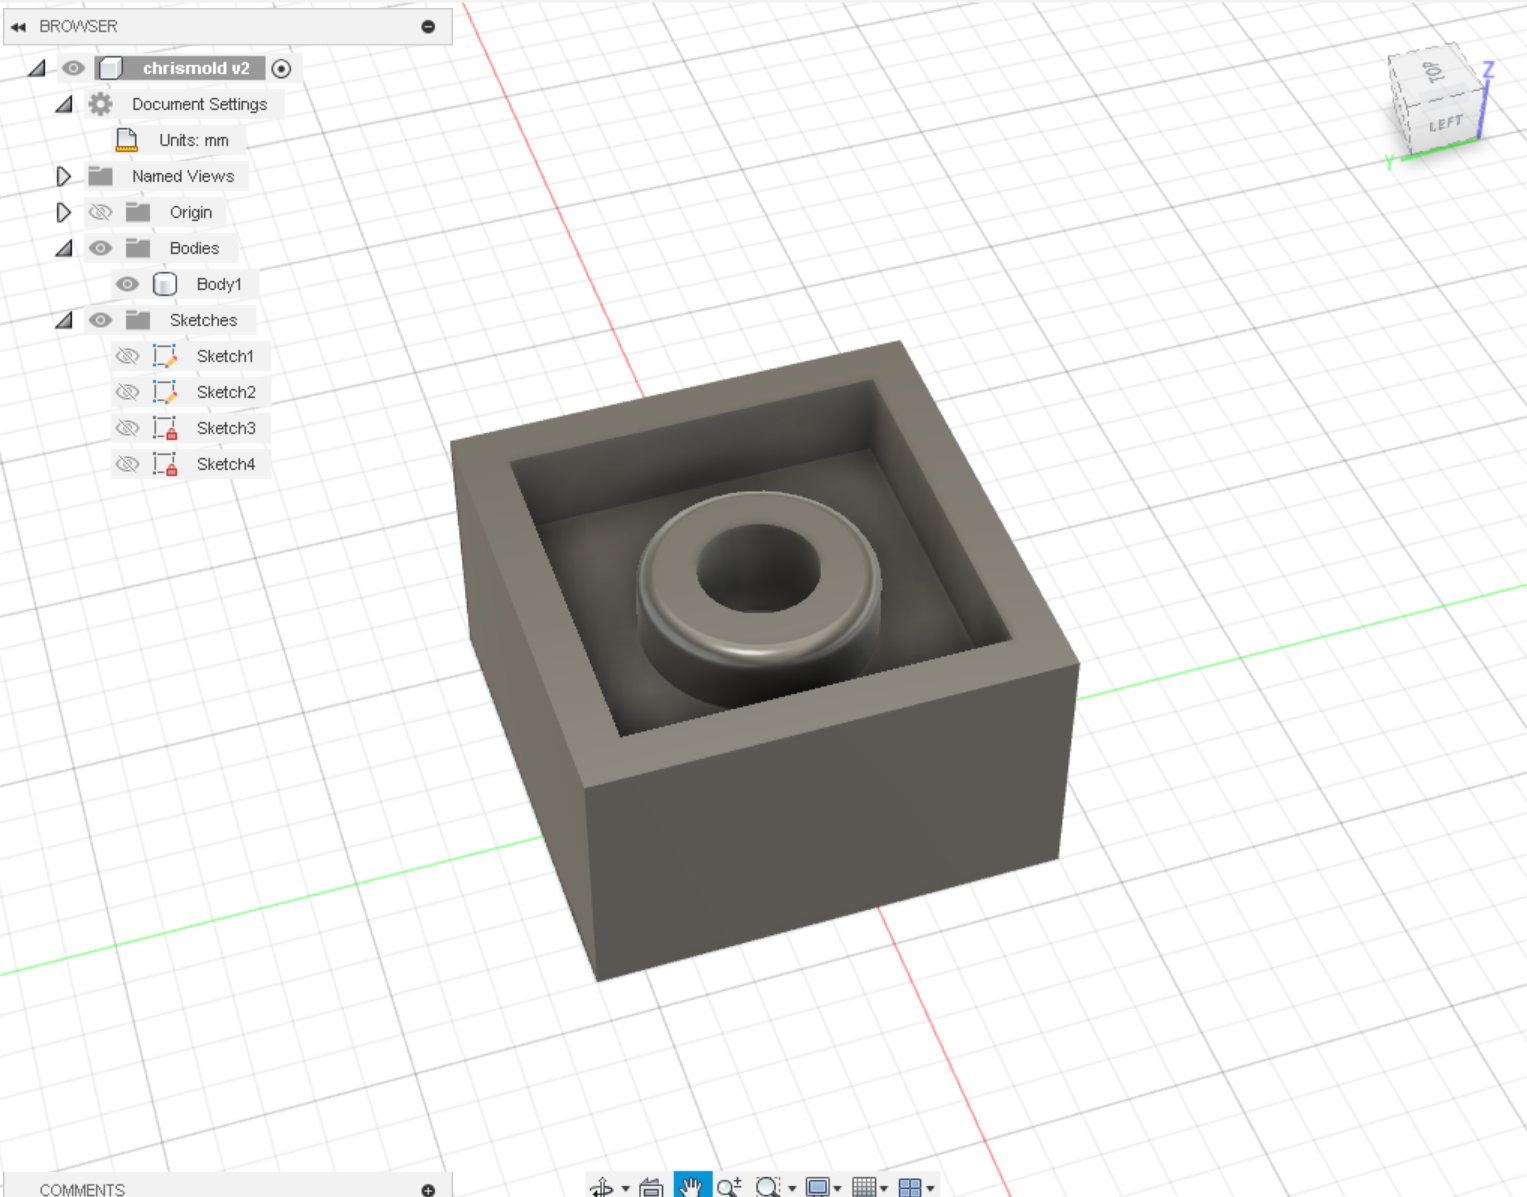 BROWSER
chrismold v2
Document Settings
Units: mm
Named Views
Origin
Bodies
Body1
Sketches
Sketch1
Sketch2
Sketch3
Sketch4
TOP
LEFT
Z
Y
COMMENTS